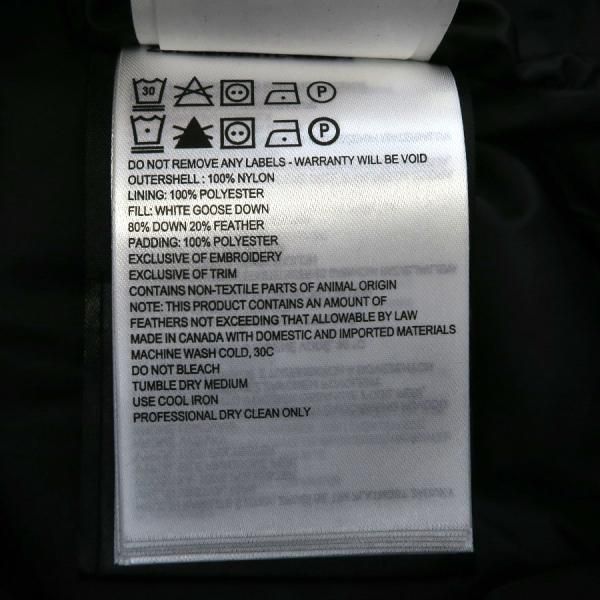 30 P
P
DO NOT REMOVE ANY LABELS - WARRANTY WILL BE VOID
OUTERSHELL : 100% NYLON
LINING: 100% POLYESTER
FILL: WHITE GOOSE DOWN
80% DOWN 20% FEATHER
PADDING: 100% POLYESTER
EXCLUSIVE OF EMBROIDERY
EXCLUSIVE OF TRIM
CONTAINS NON-TEXTILE PARTS OF ANIMAL ORIGIN
NOTE: THIS PRODUCT CONTAINS AN AMOUNT OF
FEATHERS NOT EXCEEDING THAT ALLOWABLE BY LAW
MADE IN CANADA WITH DOMESTIC AND IMPORTED MATERIALS
MACHINE WASH COLD, 30C
DO NOT BLEACH
TUMBLE DRY MEDIUM
USE COOL IRON
PROFESSIONAL DRY CLEAN ONLY